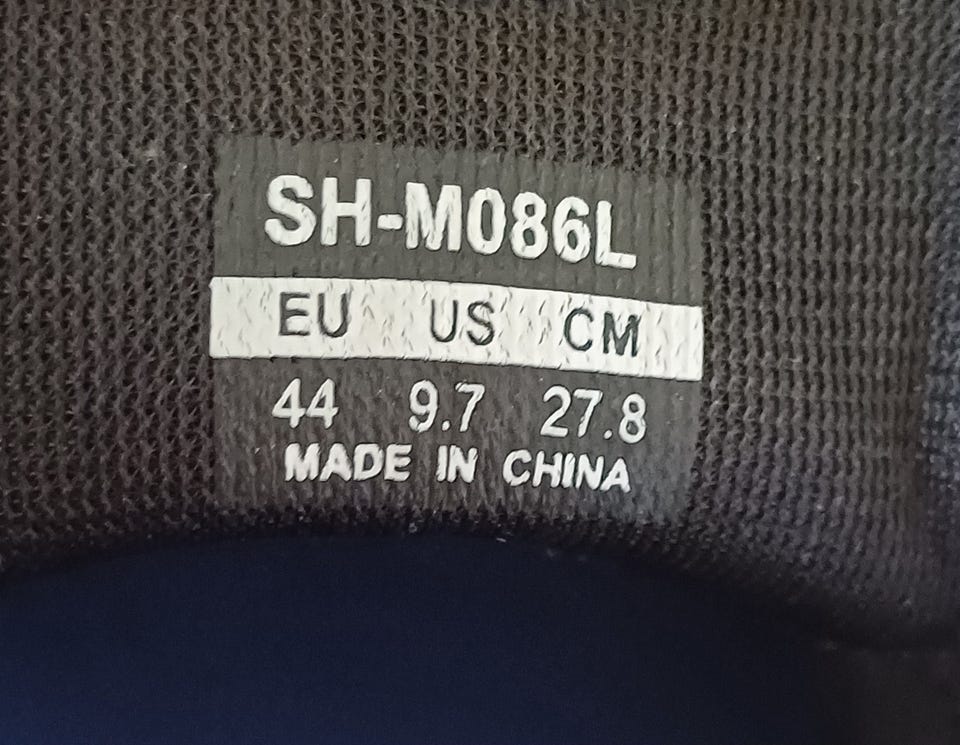 SH-M086L
EU US CM
44 9.7 27.8
MADE IN CHINA